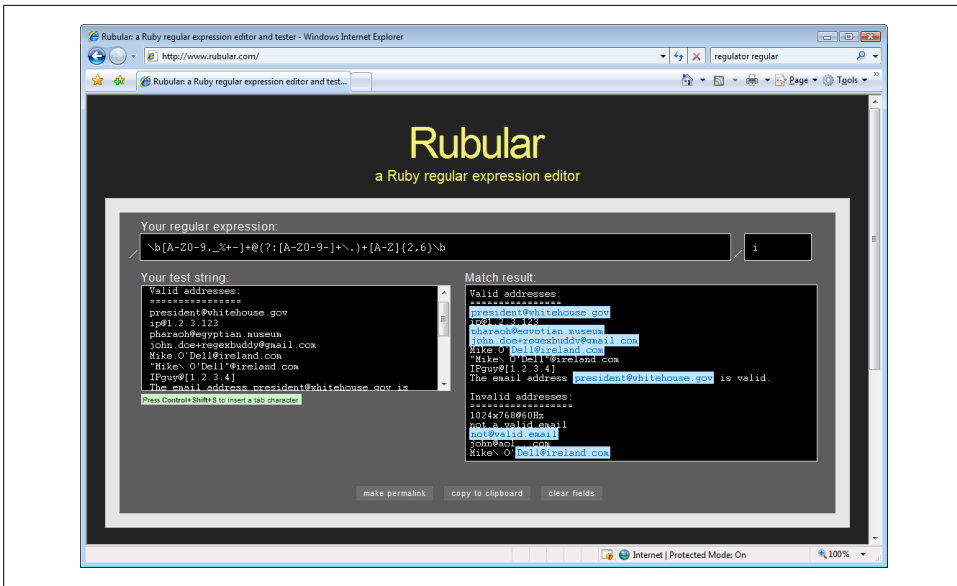 Rubular: a Ruby regular expression editor and tester - Windows Internet Explorer
http://www.rubular.com/
regulator regular
Rubular: a Ruby regular expression editor and test...
Page
Tools
Rubular
a Ruby regular expression editor
Your regular expression:
/
\b[A-Z0-9._%+-]+@(?:[A-Z0-9-]+\.)+[A-Z]{2,6}\b
/
i
Your test string:
Valid addresses:
================
president@whitehouse.gov
ip@1.2.3.123
pharaoh@egyptian.museum
john.doe+regexbuddy@gmail.com
Mike.O'Dell@ireland.com
"Mike\ O'Dell"@ireland.com
IPguy@[1.2.3.4]
The email address president@whitehouse.gov is
Press Control+Shift+S to insert a tab character
Match result:
Valid addresses:
================
president@whitehouse.gov
ip@1.2.3.123
pharaoh@egyptian.museum
john.doe+regexbuddy@gmail.com
Mike.O'Dell@ireland.com
"Mike\ O'Dell"@ireland.com
IPguy@[1.2.3.4]
The email address president@whitehouse.gov is valid.
Invalid addresses:
==================
1024x768@60Hz
not.a.valid.email
not@valid.email
john@aol...com
Mike\ O'Dell@ireland.com
make permalink
copy to clipboard
clear fields
Internet | Protected Mode: On
100%